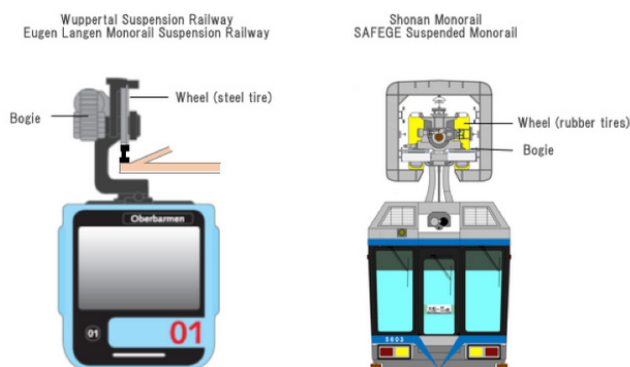 Wuppertal Suspension Railway
Eugen Langen Monorail Suspension Railway
Wheel (steel tire)
Bogie
Oberbarmen
01
01
Shonan Monorail
SAFEGE Suspended Monorail
Wheel (rubber tires)
Bogie
5603